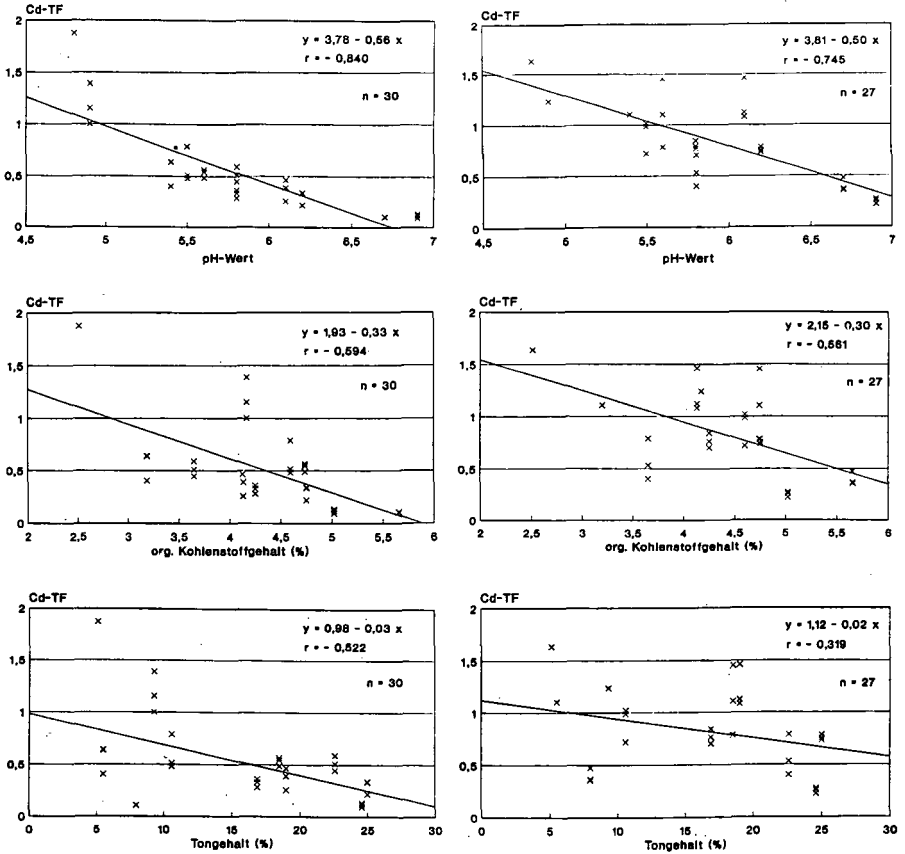 Cd-TF
2
1,5
1
0,5
0
y = 3,78 - 0,56 x
r = - 0,840
n = 30
4,5 5 5,5 6 6,5 7
pH-Wert
Cd-TF
2
1,5
1
0,5
0
y = 3,81 - 0,50 x
r = - 0,745
n = 27
4,5 5 5,5 6 6,5 7
pH-Wert
Cd-TF
2
1,5
1
0,5
0
y = 1,93 - 0,33 x
r = - 0,594
n = 30
2 2,5 3 3,5 4 4,5 5 5,5 6
org. Kohlenstoffgehalt (%)
Cd-TF
2
1,5
1
0,5
0
y = 2,15 - 0,30 x
r = - 0,561
n = 27
2 2,5 3 3,5 4 4,5 5 5,5 6
org. Kohlenstoffgehalt (%)
Cd-TF
2
1,5
1
0,5
0
y = 0,98 - 0,03 x
r = - 0,522
n = 30
0 5 10 15 20 25 30
Tongehalt (%)
Cd-TF
2
1,5
1
0,5
0
y = 1,12 - 0,02 x
r = - 0,319
n = 27
0 5 10 15 20 25 30
Tongehalt (%)